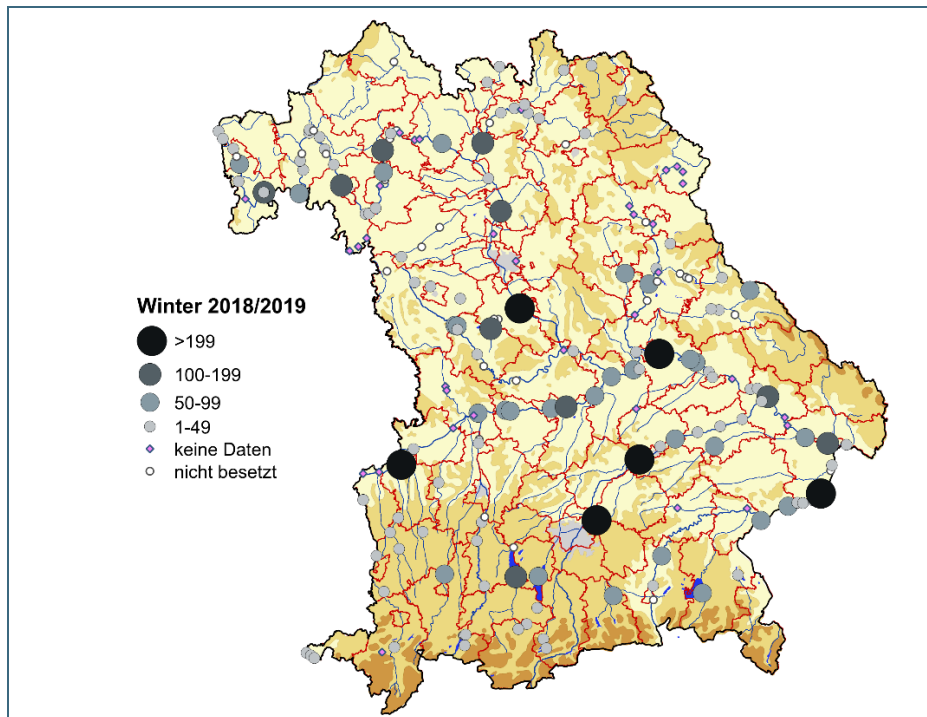 Winter 2018/2019
>199
100-199
50-99
1-49
keine Daten
nicht besetzt